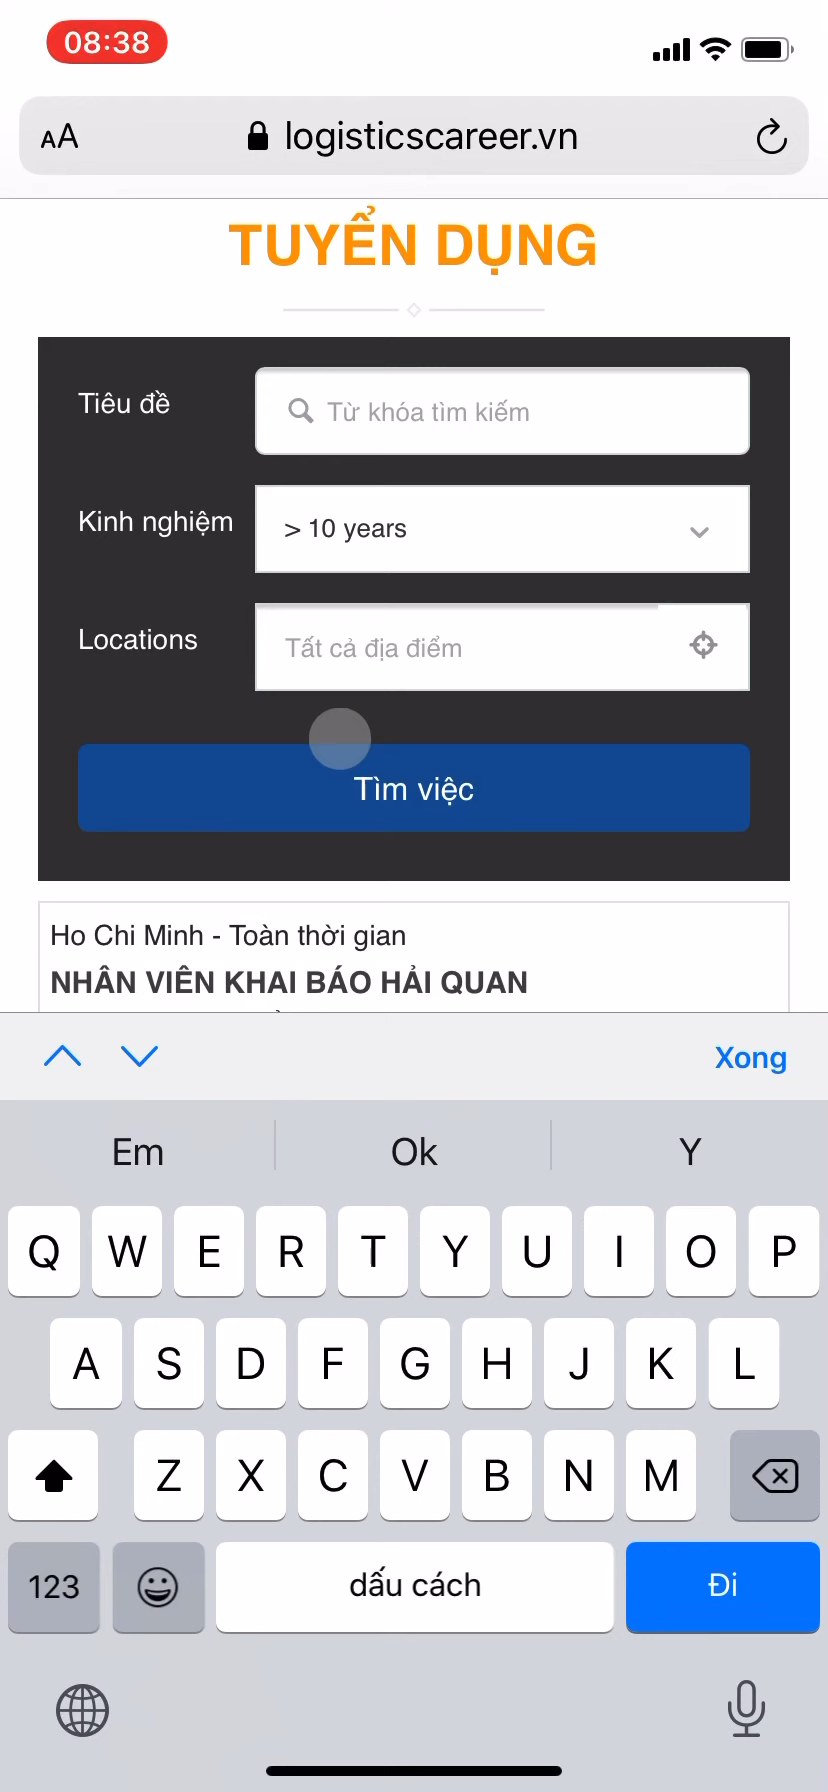 08:38
AA logisticscareer.vn
TUYỂN DỤNG
Tiêu đề
Từ khóa tìm kiếm
Kinh nghiệm
> 10 years
Locations
Tất cả địa điểm
Tìm việc
Ho Chi Minh - Toàn thời gian
NHÂN VIÊN KHAI BÁO HẢI QUAN
Xong
Em Ok Y
Q W E R T Y U I O P
A S D F G H J K L
Z X C V B N M
123 dấu cách Đi